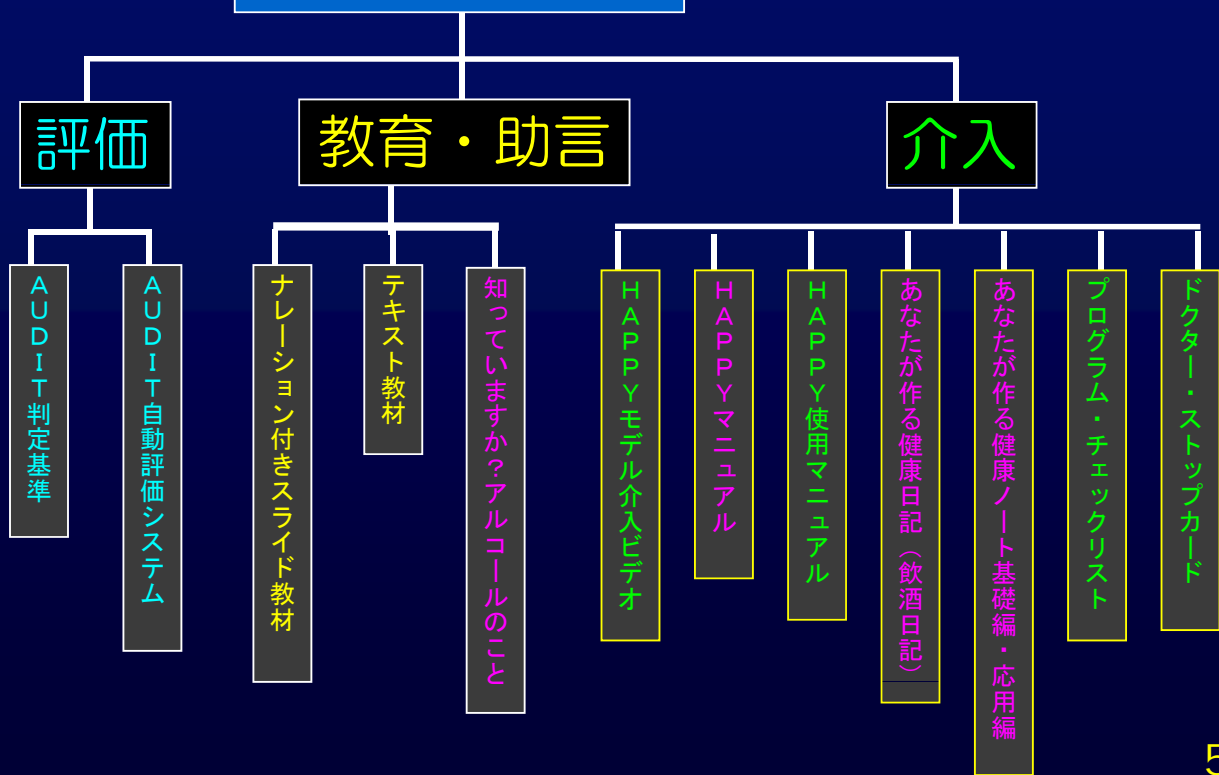 評価
教育・助言
介入
ＡＵＤＩＴ判定基準
ＡＵＤＩＴ自動評価システム
ナレーション付きスライド教材
テキスト教材
知っていますか？アルコールのこと
ＨＡＰＰＹモデル介入ビデオ
ＨＡＰＰＹマニュアル
ＨＡＰＰＹ使用マニュアル
あなたが作る健康日記（飲酒日記）
あなたが作る健康ノート基礎編・応用編
プログラム・チェックリスト
ドクター・ストップカード
5